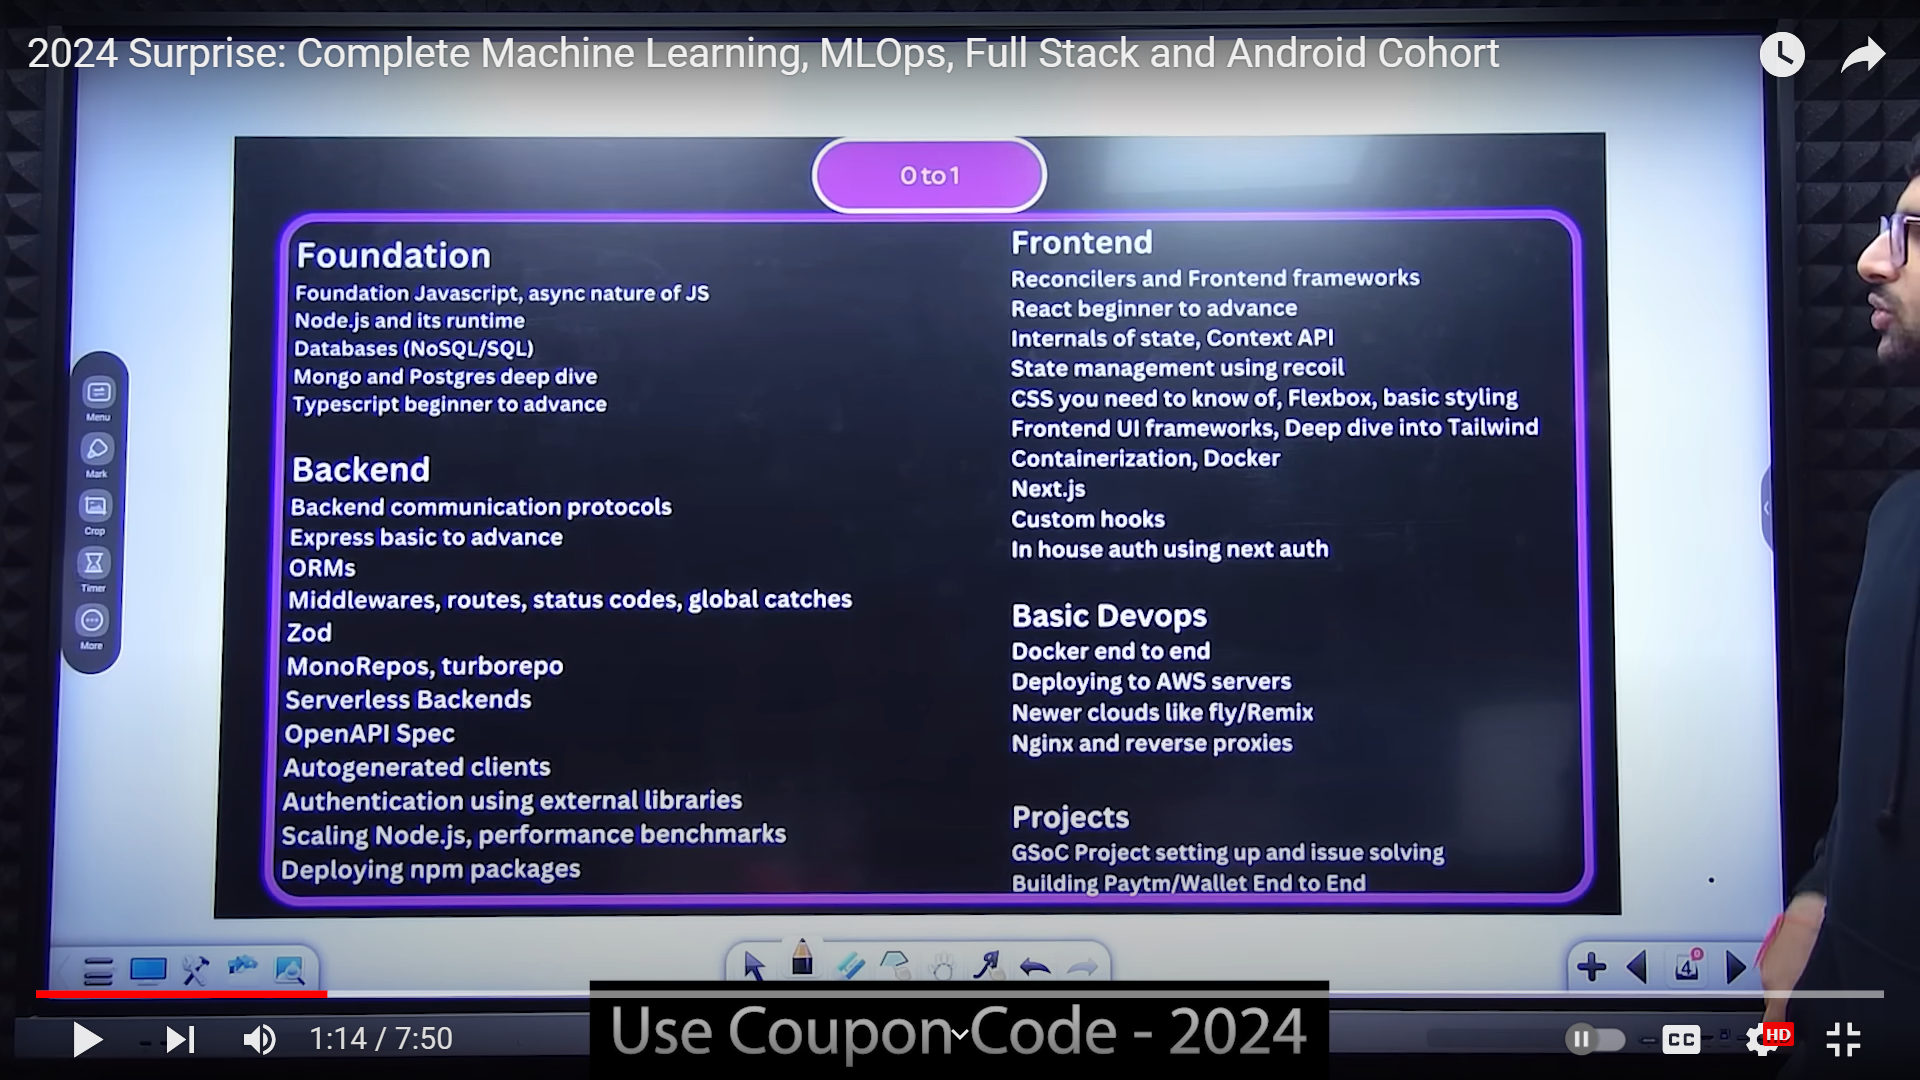 2024 Surprise: Complete Machine Learning, MLOps, Full Stack and Android Cohort
0 to 1
Foundation
Foundation Javascript, async nature of JS
Node.js and its runtime
Databases (NoSQL/SQL)
Mongo and Postgres deep dive
Typescript beginner to advance
Backend
Backend communication protocols
Express basic to advance
ORMs
Middlewares, routes, status codes, global catches
Zod
MonoRepos, turborepo
Serverless Backends
OpenAPI Spec
Autogenerated clients
Authentication using external libraries
Scaling Node.js, performance benchmarks
Deploying npm packages
Frontend
Reconcilers and Frontend frameworks
React beginner to advance
Internals of state, Context API
State management using recoil
CSS you need to know of, Flexbox, basic styling
Frontend UI frameworks, Deep dive into Tailwind
Containerization, Docker
Next.js
Custom hooks
In house auth using next auth
Basic Devops
Docker end to end
Deploying to AWS servers
Newer clouds like fly/Remix
Nginx and reverse proxies
Projects
GSoC Project setting up and issue solving
Building Paytm/Wallet End to End
Menu
Mark
Crop
Timer
More
4
0
Use Coupon Code - 2024
1:14 / 7:50
CC
HD